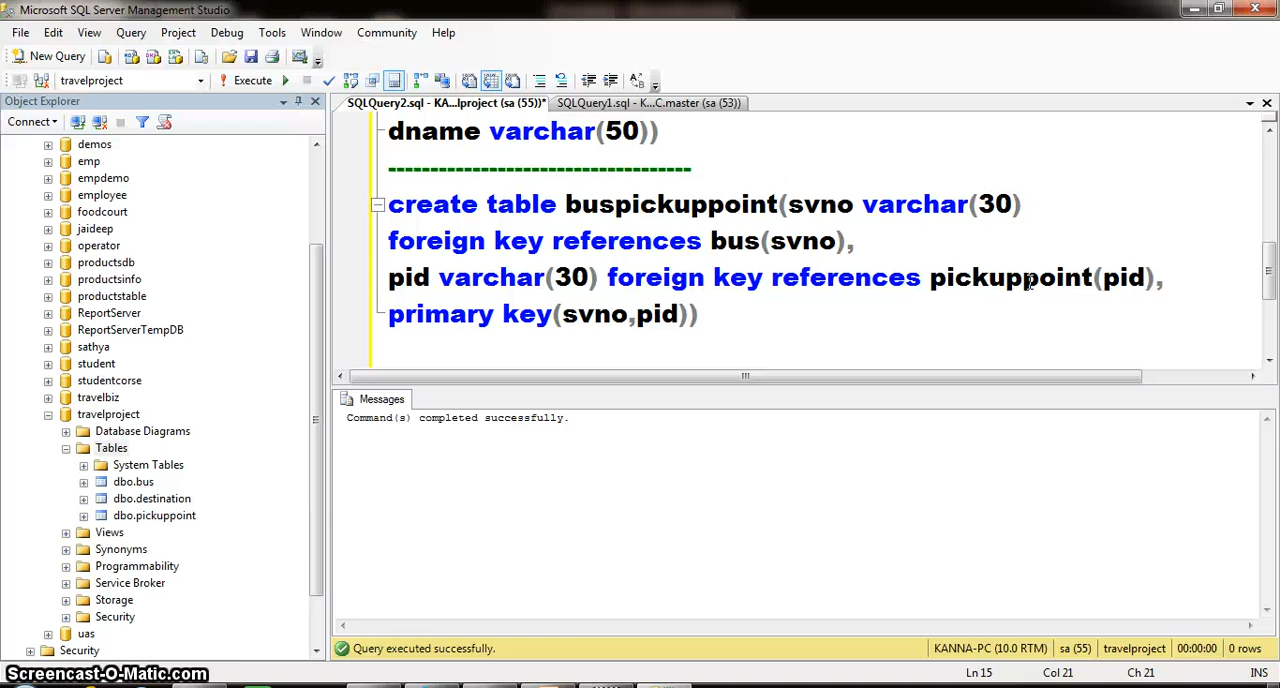 Microsoft SQL Server Management Studio
File Edit View Query Project Debug Tools Window Community Help
New Query
travelproject Execute
Object Explorer
SQLQuery2.sql - KA...lproject (sa (55))* SQLQuery1.sql - K...C.master (sa (53))
Connect
demos
emp
empdemo
employee
foodcourt
jaideep
operator
productsdb
productsinfo
productstable
ReportServer
ReportServerTempDB
sathya
student
studentcorse
travelbiz
travelproject
Database Diagrams
Tables
System Tables
dbo.bus
dbo.destination
dbo.pickuppoint
Views
Synonyms
Programmability
Service Broker
Storage
Security
uas
Security
dname varchar(50))
-----------------------------------
create table buspickuppoint(svno varchar(30)
foreign key references bus(svno),
pid varchar(30) foreign key references pickuppoint(pid),
primary key(svno,pid))
Messages
Command(s) completed successfully.
Query executed successfully. KANNA-PC (10.0 RTM) sa (55) travelproject 00:00:00 0 rows
Ln 15 Col 21 Ch 21 INS
Screencast-O-Matic.com